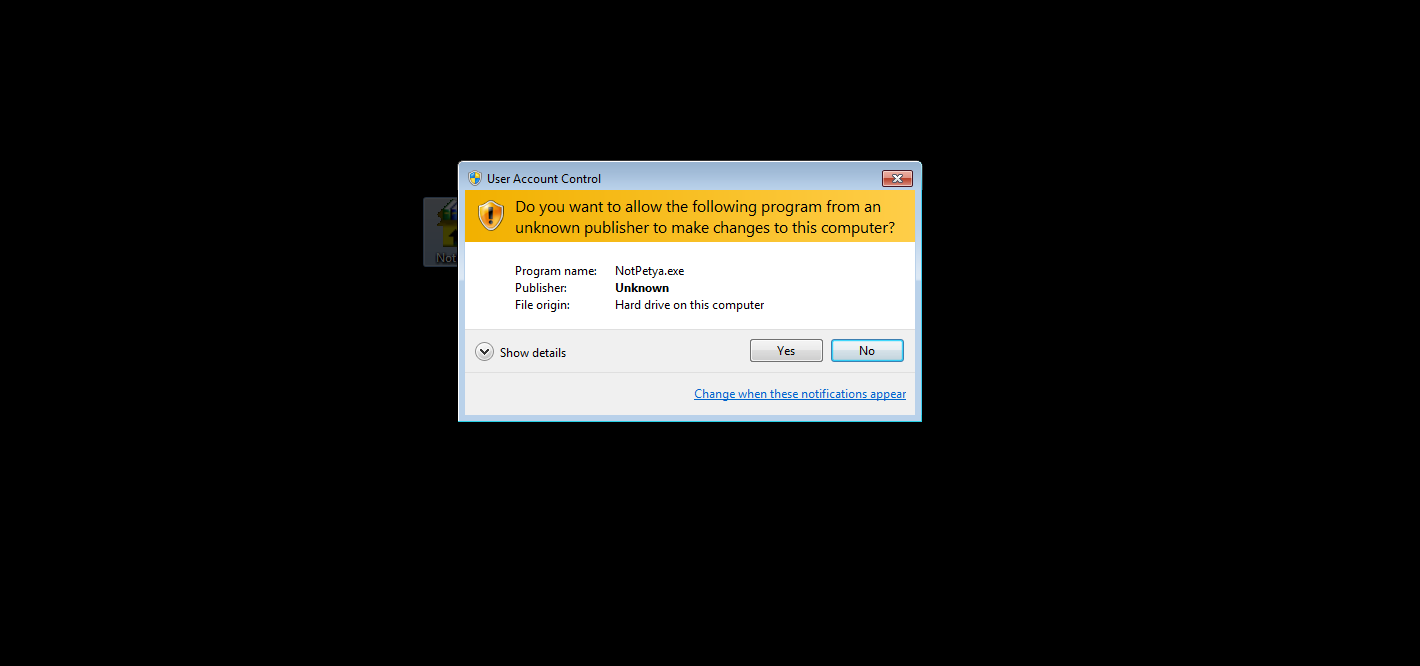 User Account Control
Do you want to allow the following program from an
unknown publisher to make changes to this computer?
Not
Program name: NotPetya.exe
Publisher: Unknown
File origin: Hard drive on this computer
Show details
Yes
No
Change when these notifications appear